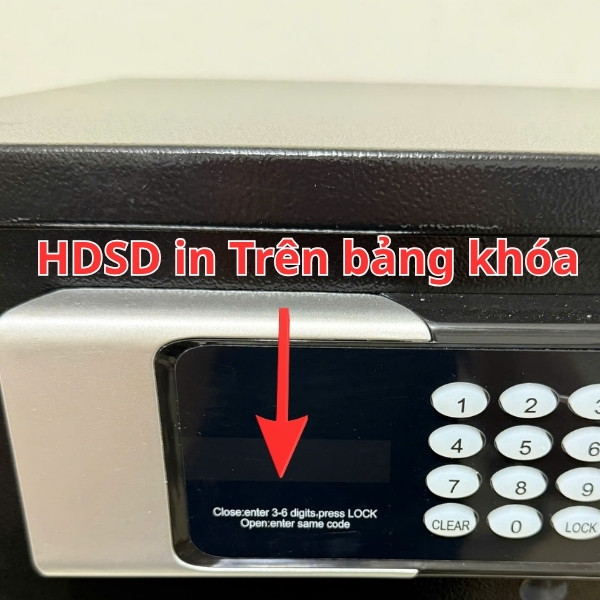 HDSD in Trên bảng khóa
1 2 3
4 5 6
7 8 9
CLEAR 0 LOCK
Close:enter 3-6 digits,press LOCK
Open:enter same code